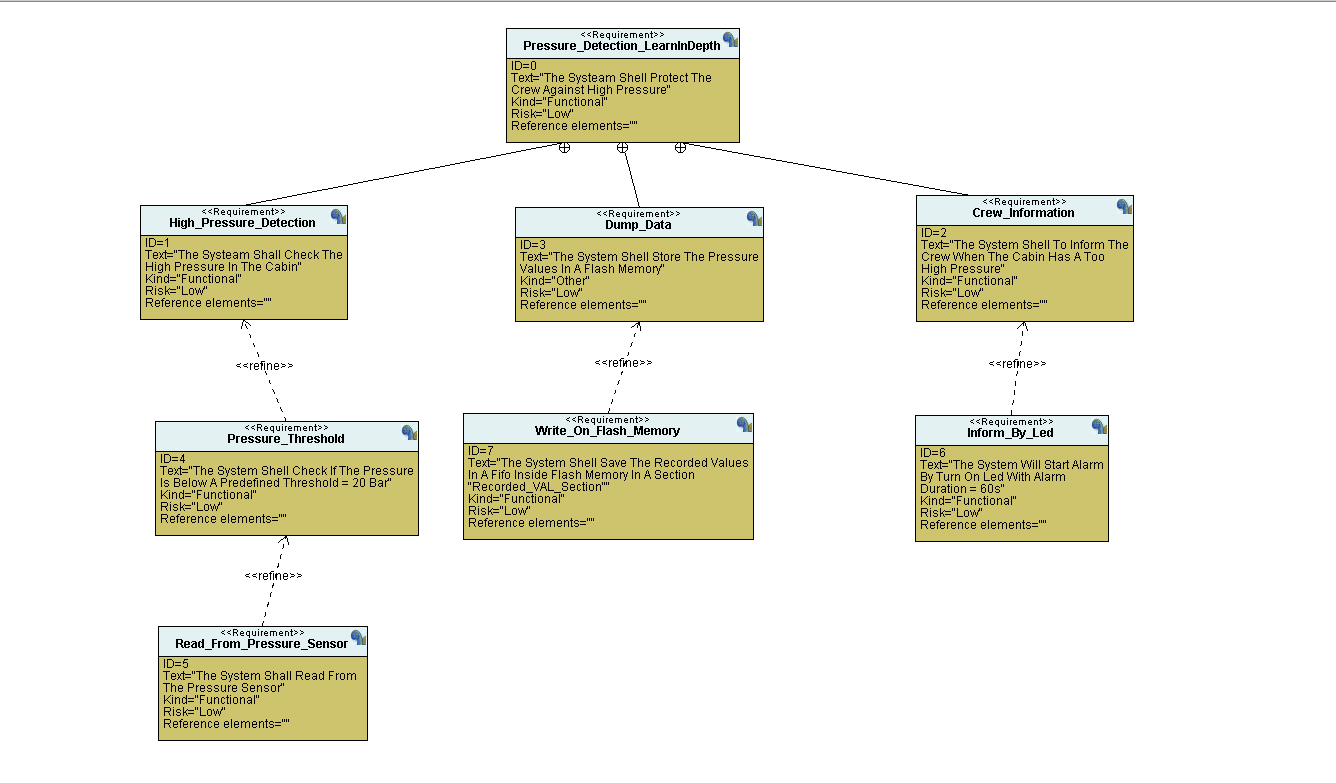 <<Requirement>>
Pressure_Detection_LearnInDepth
ID=0
Text="The Systeam Shell Protect The
Crew Against High Pressure"
Kind="Functional"
Risk="Low"
Reference elements=""
<<Requirement>>
High_Pressure_Detection
ID=1
Text="The Systeam Shall Check The
High Pressure In The Cabin"
Kind="Functional"
Risk="Low"
Reference elements=""
<<Requirement>>
Dump_Data
ID=3
Text="The System Shell Store The Pressure
Values In A Flash Memory"
Kind="Other"
Risk="Low"
Reference elements=""
<<Requirement>>
Crew_Information
ID=2
Text="The System Shell To Inform The
Crew When The Cabin Has A Too
High Pressure"
Kind="Functional"
Risk="Low"
Reference elements=""
<<refine>>
<<refine>>
<<refine>>
<<Requirement>>
Pressure_Threshold
ID=4
Text="The System Shell Check If The Pressure
Is Below A Predefined Threshold = 20 Bar"
Kind="Functional"
Risk="Low"
Reference elements=""
<<Requirement>>
Write_On_Flash_Memory
ID=7
Text="The System Shell Save The Recorded Values
In A Fifo Inside Flash Memory In A Section
"Recorded_VAL_Section""
Kind="Functional"
Risk="Low"
Reference elements=""
<<Requirement>>
Inform_By_Led
ID=6
Text="The System Will Start Alarm
By Turn On Led With Alarm
Duration = 60s"
Kind="Functional"
Risk="Low"
Reference elements=""
<<refine>>
<<Requirement>>
Read_From_Pressure_Sensor
ID=5
Text="The System Shall Read From
The Pressure Sensor"
Kind="Functional"
Risk="Low"
Reference elements=""